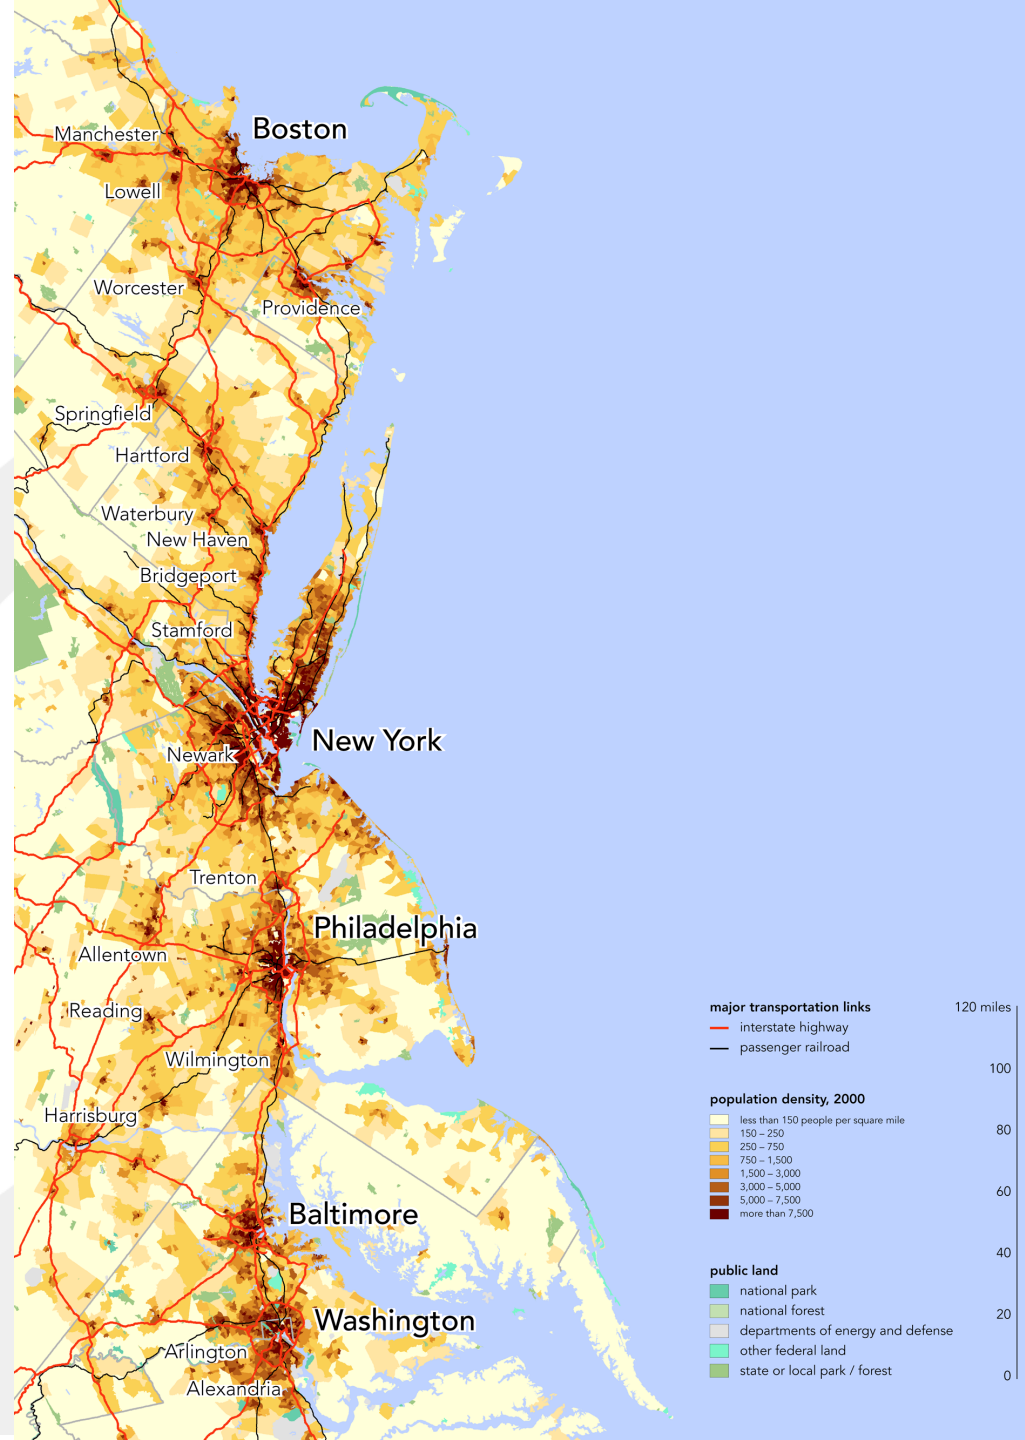 Boston
Manchester
Lowell
Worcester
Providence
Springfield
Hartford
Waterbury
New Haven
Bridgeport
Stamford
New York
Newark
Trenton
Philadelphia
Allentown
Reading
Wilmington
Harrisburg
Baltimore
Washington
Arlington
Alexandria
major transportation links
interstate highway
passenger railroad
population density, 2000
less than 150 people per square mile
150 – 250
250 – 750
750 – 1,500
1,500 – 3,000
3,000 – 5,000
5,000 – 7,500
more than 7,500
public land
national park
national forest
departments of energy and defense
other federal land
state or local park / forest
120 miles
100
80
60
40
20
0